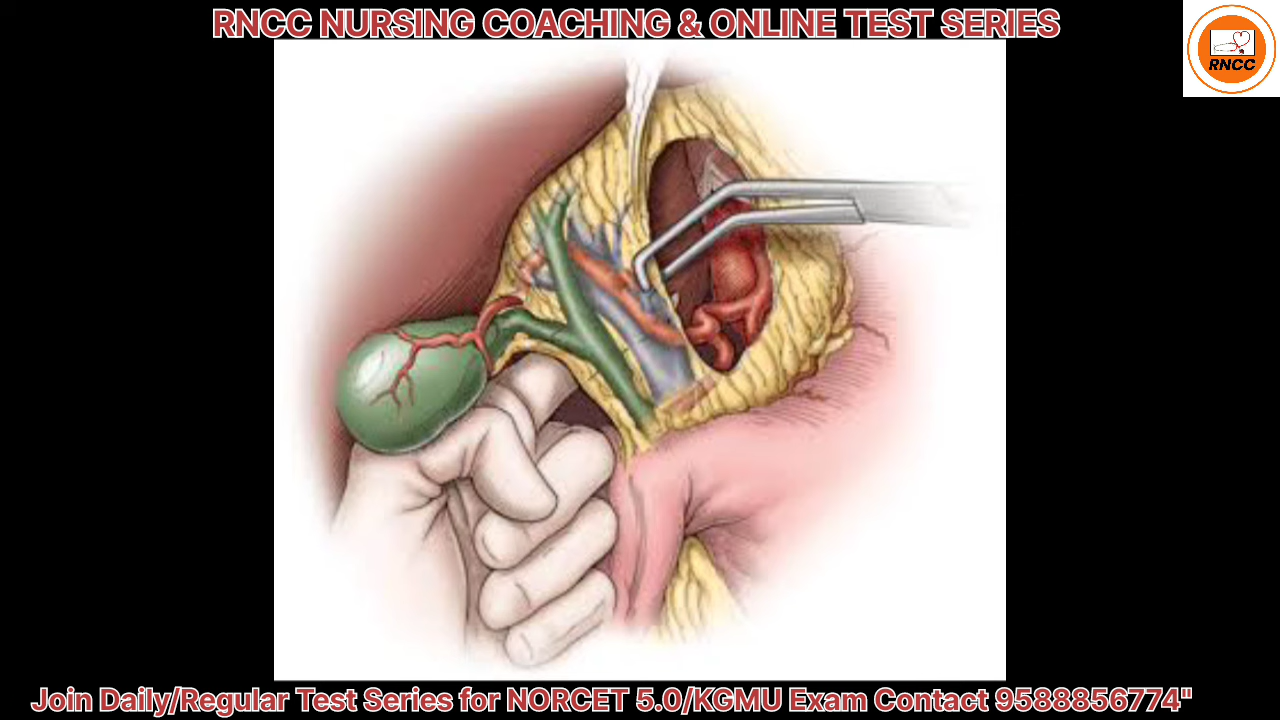 RNCC NURSING COACHING & ONLINE TEST SERIES
RNCC
Join Daily/Regular Test Series for NORCET 5.0/KGMU Exam Contact 9588856774"